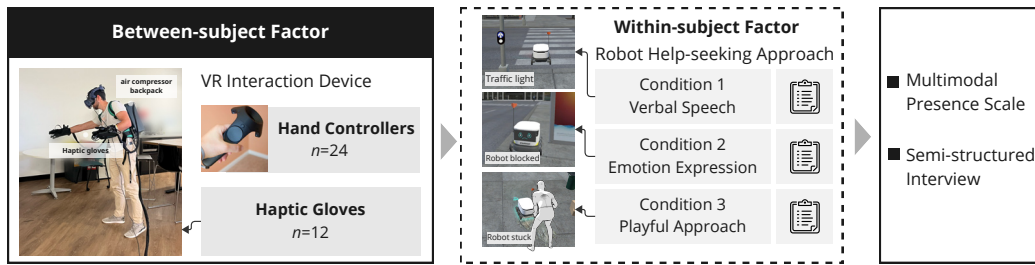 Between-subject Factor
air compressor
backpack
Haptic gloves
VR Interaction Device
Hand Controllers
n=24
Haptic Gloves
n=12
Within-subject Factor
Robot Help-seeking Approach
Traffic light
Condition 1
Verbal Speech
Robot blocked
Condition 2
Emotion Expression
Robot stuck
Condition 3
Playful Approach
Multimodal
Presence Scale
Semi-structured
Interview